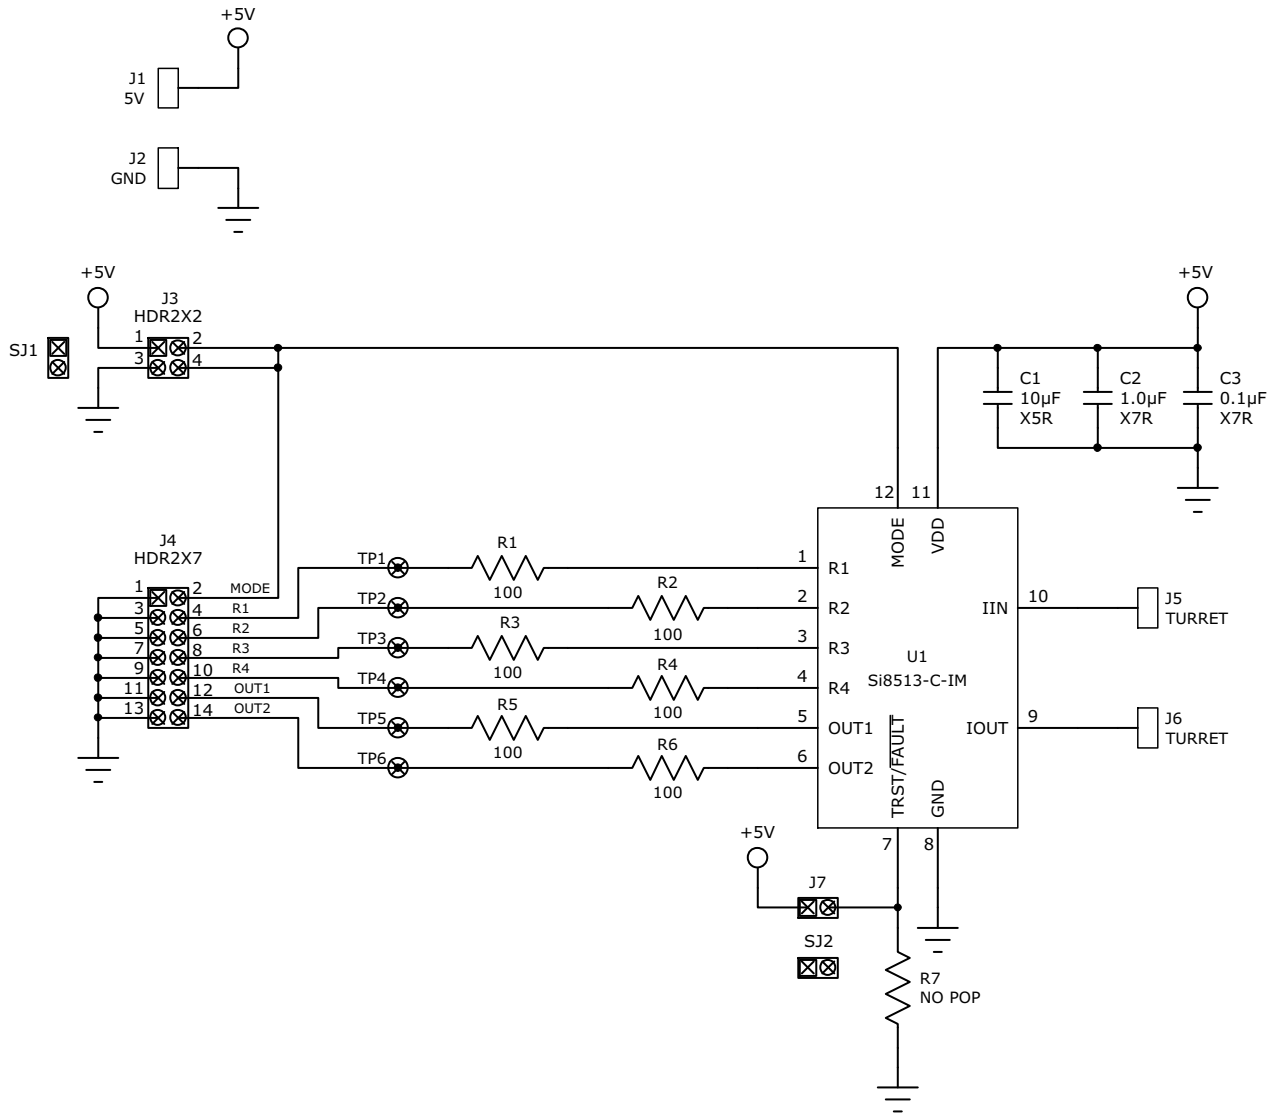 +5V
J1
5V
J2
GND
+5V
J3
HDR2X2
1
2
3
4
SJ1
+5V
C1
10µF
X5R
C2
1.0µF
X7R
C3
0.1µF
X7R
J4
HDR2X7
1
2
MODE
3
4
R1
5
6
R2
7
8
R3
9
10
R4
11
12
OUT1
13
14
OUT2
TP1
R1
100
TP2
R2
100
TP3
R3
100
TP4
R4
100
TP5
R5
100
TP6
R6
100
12
11
MODE
VDD
1
R1
2
R2
3
R3
4
R4
5
OUT1
6
OUT2
U1
Si8513-C-IM
IIN
10
J5
TURRET
IOUT
9
J6
TURRET
TRST/FAULT
GND
7
8
+5V
J7
SJ2
R7
NO POP